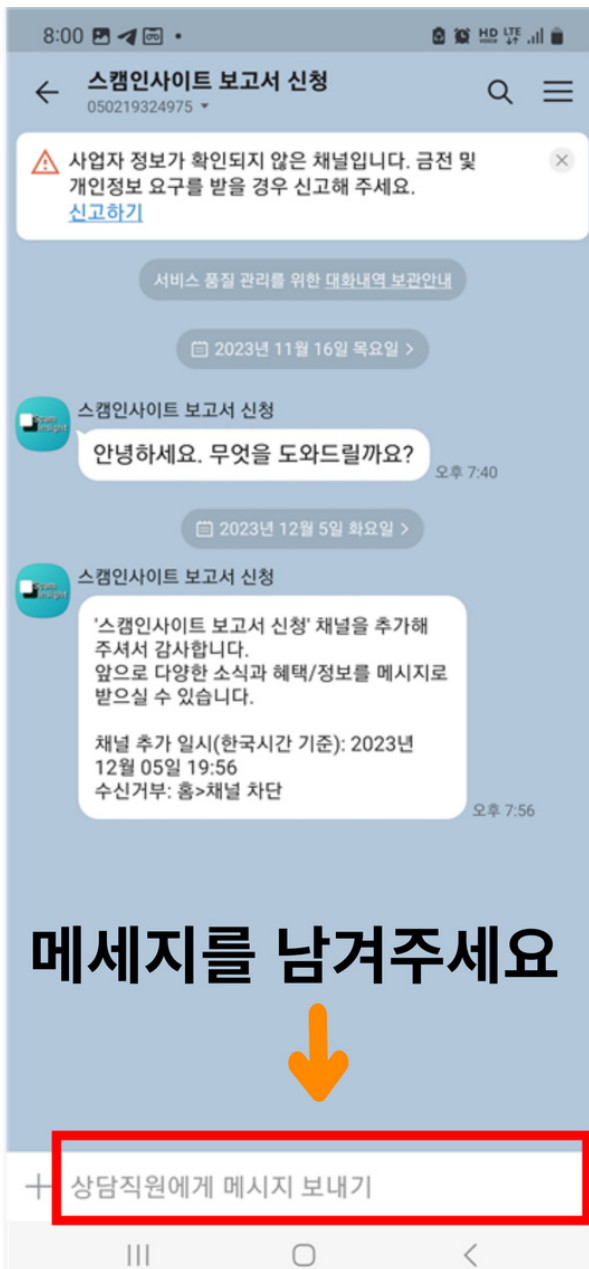 8:00
HD VOICE LTE
스캠인사이트 보고서 신청
050219324975
사업자 정보가 확인되지 않은 채널입니다. 금전 및
개인정보 요구를 받을 경우 신고해 주세요.
신고하기
서비스 품질 관리를 위한 대화내역 보관안내
2023년 11월 16일 목요일 >
Scam Insight
스캠인사이트 보고서 신청
안녕하세요. 무엇을 도와드릴까요?
오후 7:40
2023년 12월 5일 화요일 >
Scam Insight
스캠인사이트 보고서 신청
'스캠인사이트 보고서 신청' 채널을 추가해
주셔서 감사합니다.
앞으로 다양한 소식과 혜택/정보를 메시지로
받으실 수 있습니다.
채널 추가 일시(한국시간 기준): 2023년
12월 05일 19:56
수신거부: 홈>채널 차단
오후 7:56
메세지를 남겨주세요
상담직원에게 메시지 보내기